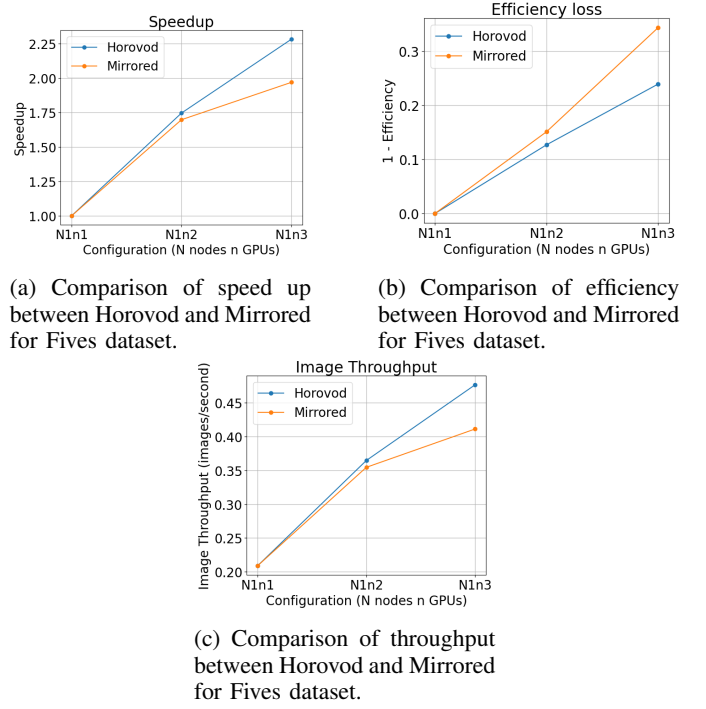 Speedup
Horovod
Mirrored
Speedup
2.25
2.00
1.75
1.50
1.25
1.00
N1n1 N1n2 N1n3
Configuration (N nodes n GPUs)
(a) Comparison of speed up
between Horovod and Mirrored
for Fives dataset.
Efficiency loss
Horovod
Mirrored
1 - Efficiency
0.3
0.2
0.1
0.0
N1n1 N1n2 N1n3
Configuration (N nodes n GPUs)
(b) Comparison of efficiency
between Horovod and Mirrored
for Fives dataset.
Image Throughput
Horovod
Mirrored
Image Throughput (images/second)
0.45
0.40
0.35
0.30
0.25
0.20
N1n1 N1n2 N1n3
Configuration (N nodes n GPUs)
(c) Comparison of throughput
between Horovod and Mirrored
for Fives dataset.